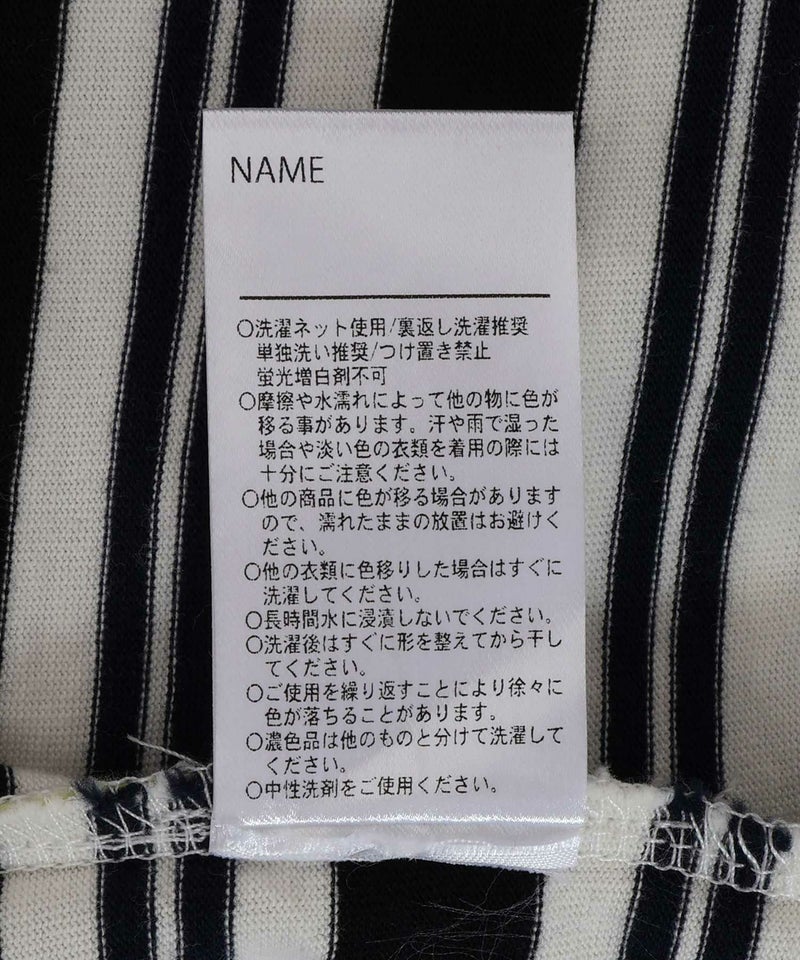 NAME
○洗濯ネット使用/裏返し洗濯推奨
単独洗い推奨/つけ置き禁止
蛍光増白剤不可
○摩擦や水濡れによって他の物に色が
移る事があります。汗や雨で湿った
場合や淡い色の衣類を着用の際には
十分にご注意ください。
○他の商品に色が移る場合があります
ので、濡れたままの放置はお避けく
ださい。
○他の衣類に色移りした場合はすぐに
洗濯してください。
○長時間水に浸漬しないでください。
○洗濯後はすぐに形を整えてから干し
てください。
○ご使用を繰り返すことにより徐々に
色が落ちることがあります。
○濃色品は他のものと分けて洗濯して
ください。
○中性洗剤をご使用ください。